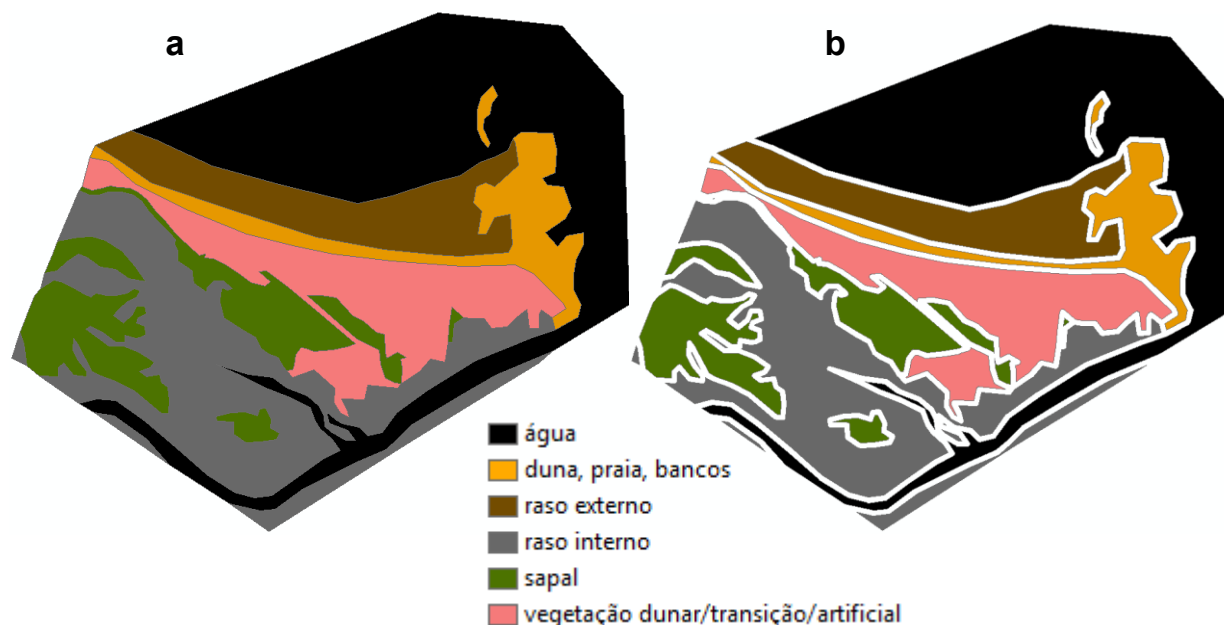 a
b
água
duna, praia, bancos
raso externo
raso interno
sapal
vegetação dunar/transição/artificial